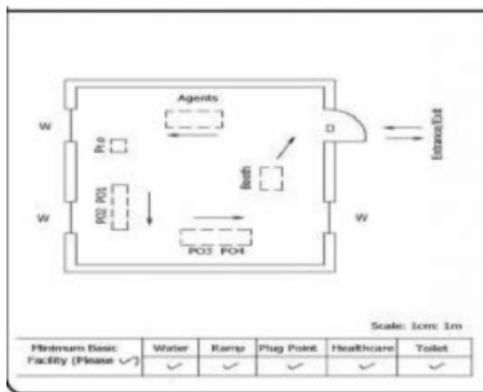 Agents
W
Pr.o
Entrance/Exit
Booth
PO2 PO1
W
W
PO3 PO4
Scale: 1cm: 1m
Minimum Basic Facility (Please ✓) Water Ramp Plug Point Healthcare Toilet
✓ ✓ ✓ ✓ ✓